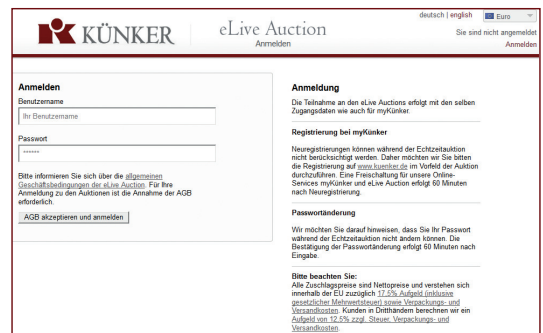 deutsch | english Euro
KÜNKER eLive Auction
Anmelden
Sie sind nicht angemeldet
Anmelden
Anmelden
Benutzername
Ihr Benutzername
Passwort
******
Bitte informieren Sie sich über die allgemeinen
Geschäftsbedingungen der eLive Auction. Für Ihre
Anmeldung zu den Auktionen ist die Annahme der AGB
erforderlich.
AGB akzeptieren und anmelden
Anmeldung
Die Teilnahme an den eLive Auctions erfolgt mit den selben
Zugangsdaten wie auch für myKünker.
Registrierung bei myKünker
Neuregistrierungen können während der Echtzeitauktion
nicht berücksichtigt werden. Daher möchten wir Sie bitten
die Registrierung auf www.kuenker.de im Vorfeld der Auktion
durchzuführen. Eine Freischaltung für unsere Online-
Services myKünker und eLive Auction erfolgt 60 Minuten
nach Neuregistrierung.
Passwortänderung
Wir möchten Sie darauf hinweisen, dass Sie Ihr Passwort
während der Echtzeitauktion nicht ändern können. Die
Bestätigung der Passwortänderung erfolgt 60 Minuten nach
Eingabe.
Bitte beachten Sie:
Alle Zuschlagspreise sind Nettopreise und verstehen sich
innerhalb der EU zuzüglich 17.5% Aufgeld (inklusive
gesetzlicher Mehrwertsteuer) sowie Verpackungs- und
Versandkosten. Kunden in Drittländern berechnen wir ein
Aufgeld von 12.5% zzgl. Steuer, Verpackungs- und
Versandkosten.